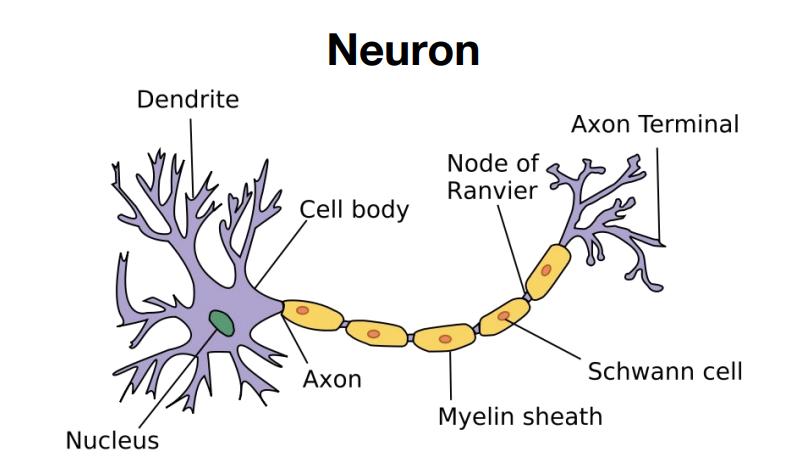 Neuron
Dendrite
Axon Terminal
Node of
Ranvier
Cell body
Axon
Schwann cell
Myelin sheath
Nucleus